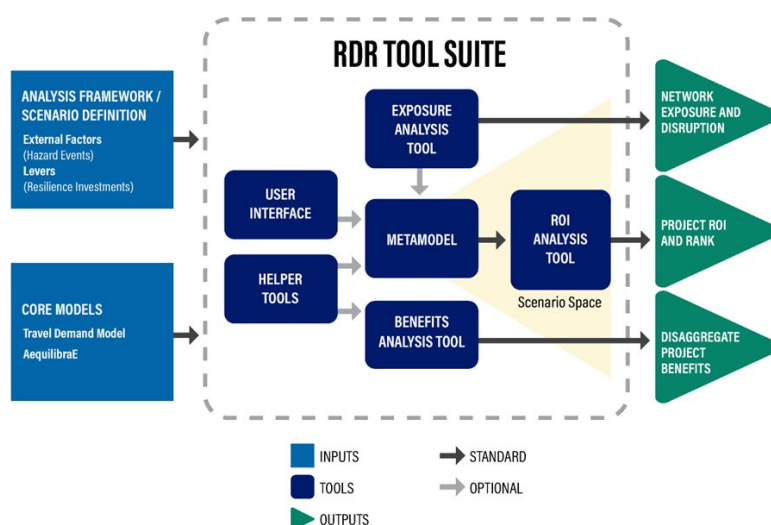 RDR TOOL SUITE
ANALYSIS FRAMEWORK /
SCENARIO DEFINITION
External Factors
(Hazard Events)
Levers
(Resilience Investments)
CORE MODELS
Travel Demand Model
AequilibraE
EXPOSURE
ANALYSIS
TOOL
USER
INTERFACE
HELPER
TOOLS
METAMODEL
BENEFITS
ANALYSIS TOOL
ROI
ANALYSIS
TOOL
Scenario Space
NETWORK
EXPOSURE AND
DISRUPTION
PROJECT ROI
AND RANK
DISAGGREGATE
PROJECT
BENEFITS
INPUTS
TOOLS
OUTPUTS
STANDARD
OPTIONAL